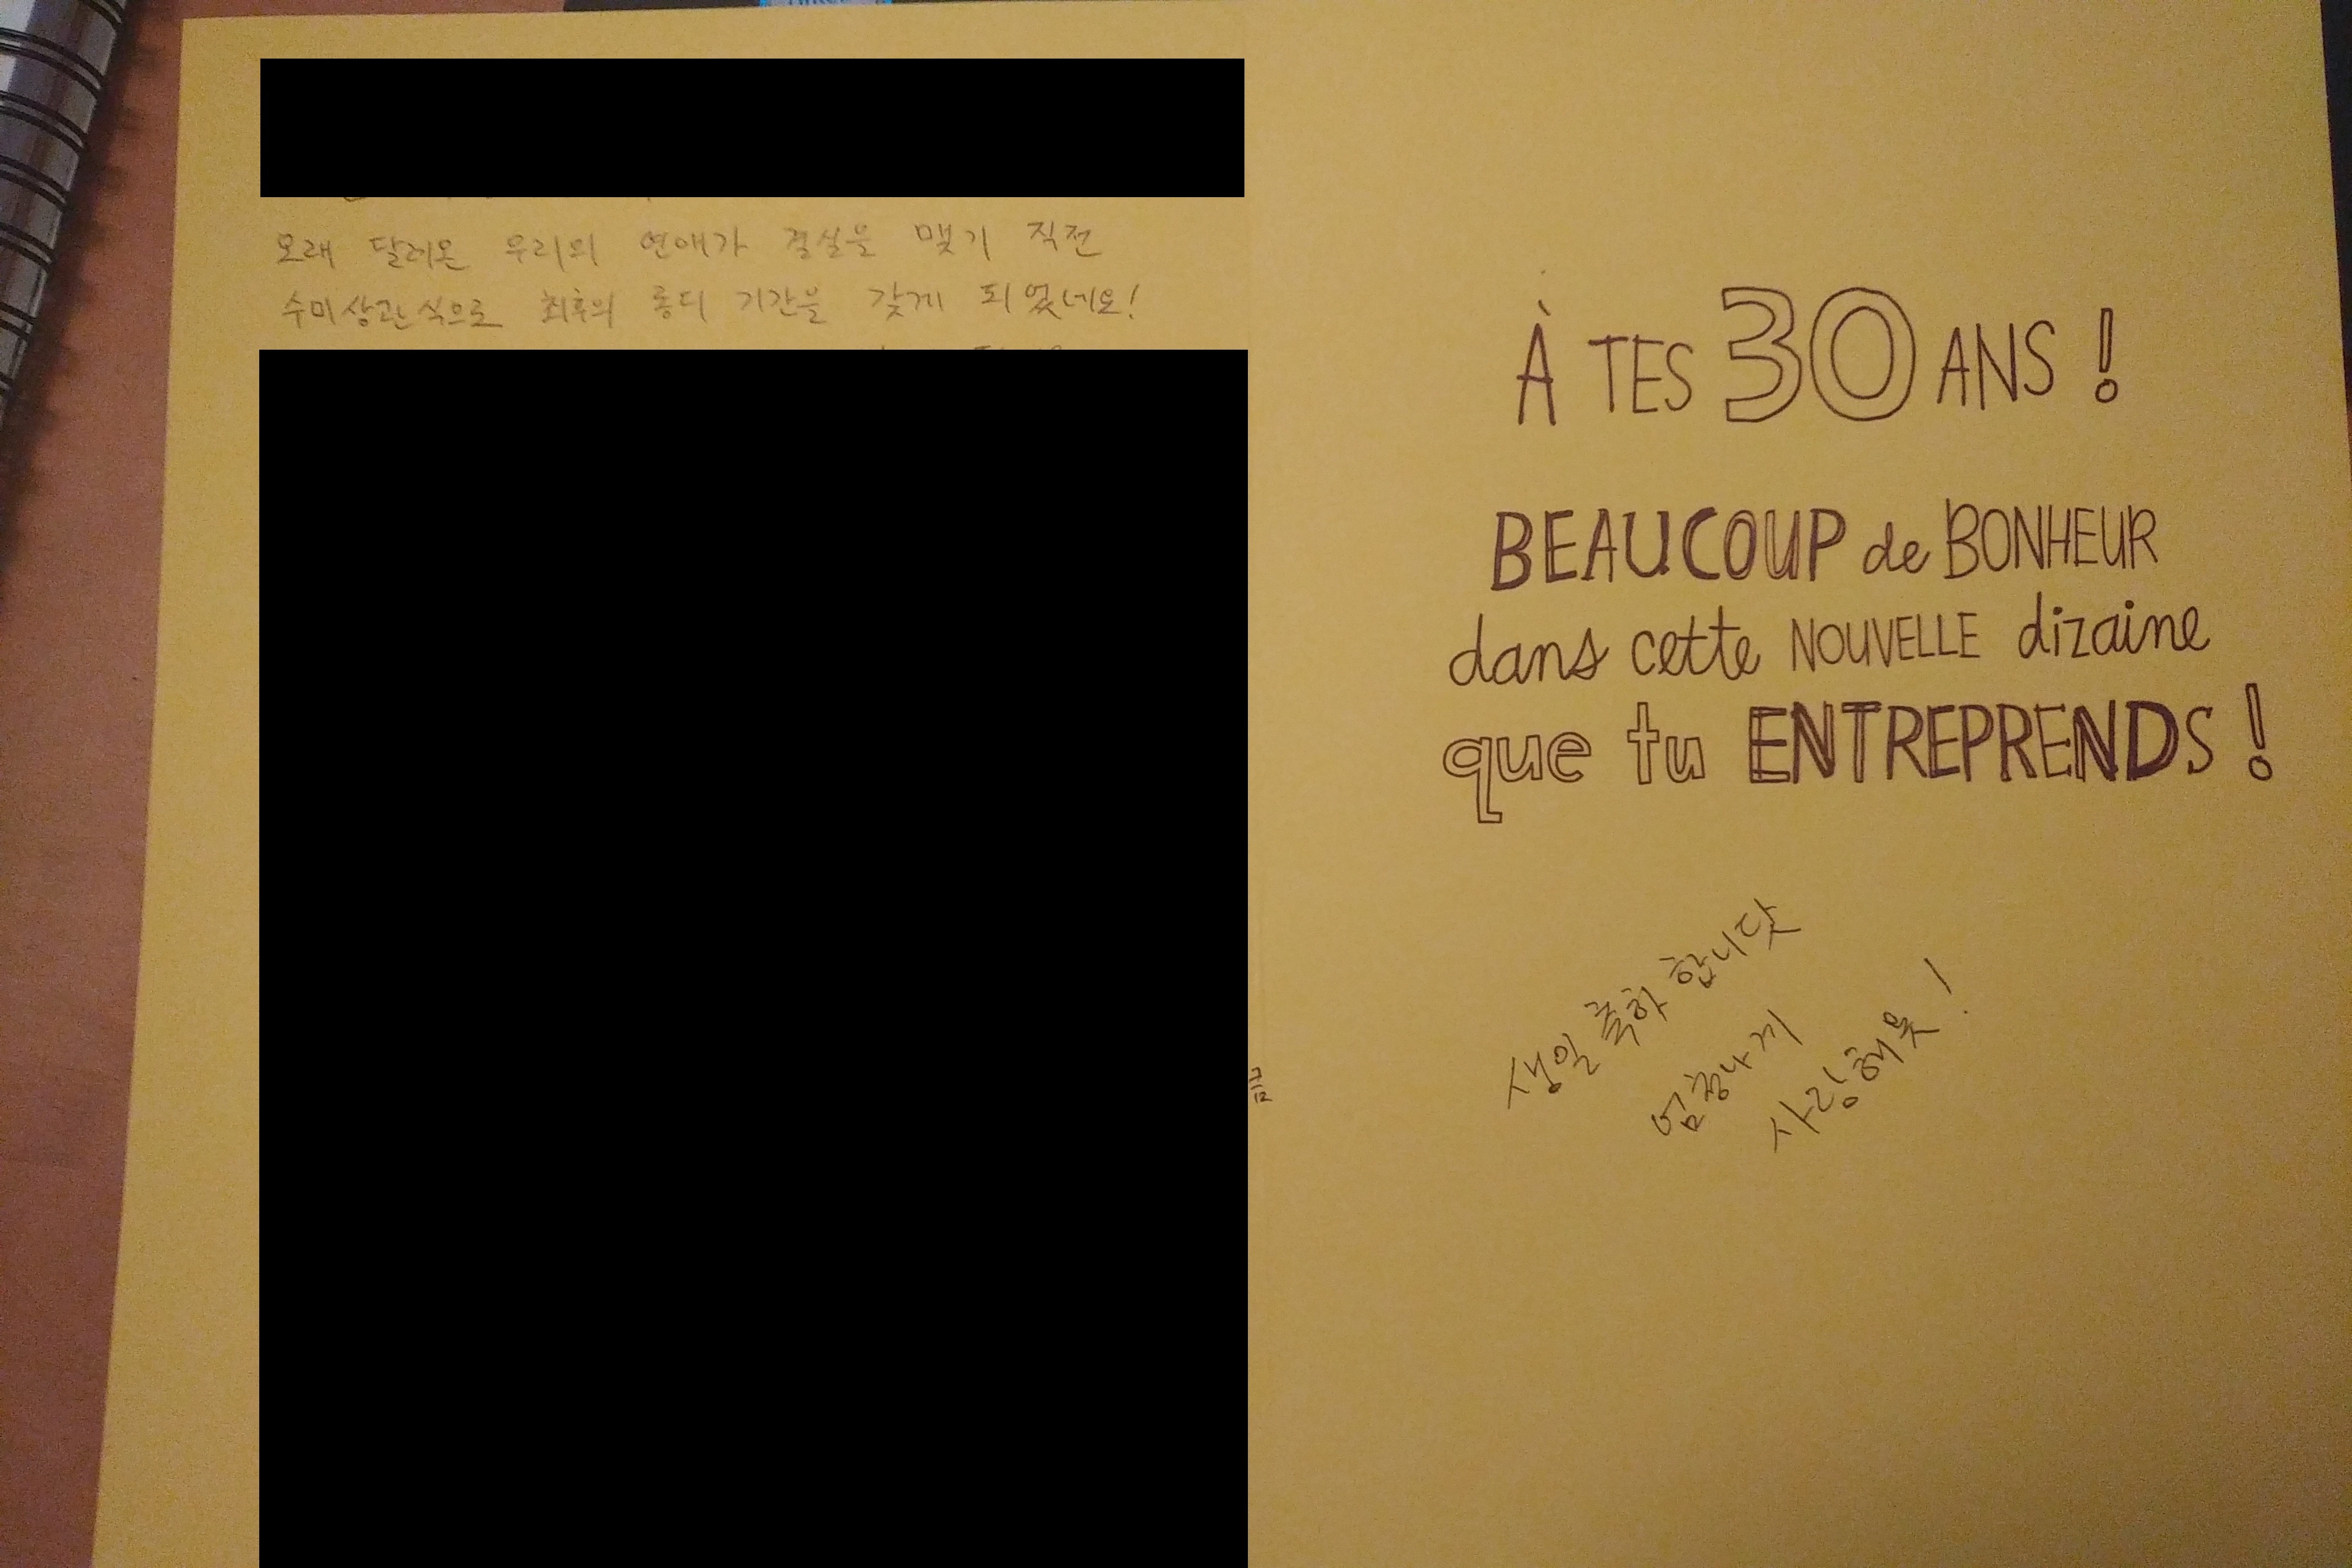 오래 달려온 우리의 연애가 결실을 맺기 직전
수미상관 식으로 최후의 롱디 기간을 갖게 되었네요!
À TES 30 ANS !
BEAUCOUP de BONHEUR
dans cette NOUVELLE dizaine
que tu ENTREPRENDS !
생일 축하 합니닷
엄청나게
사랑해욧!